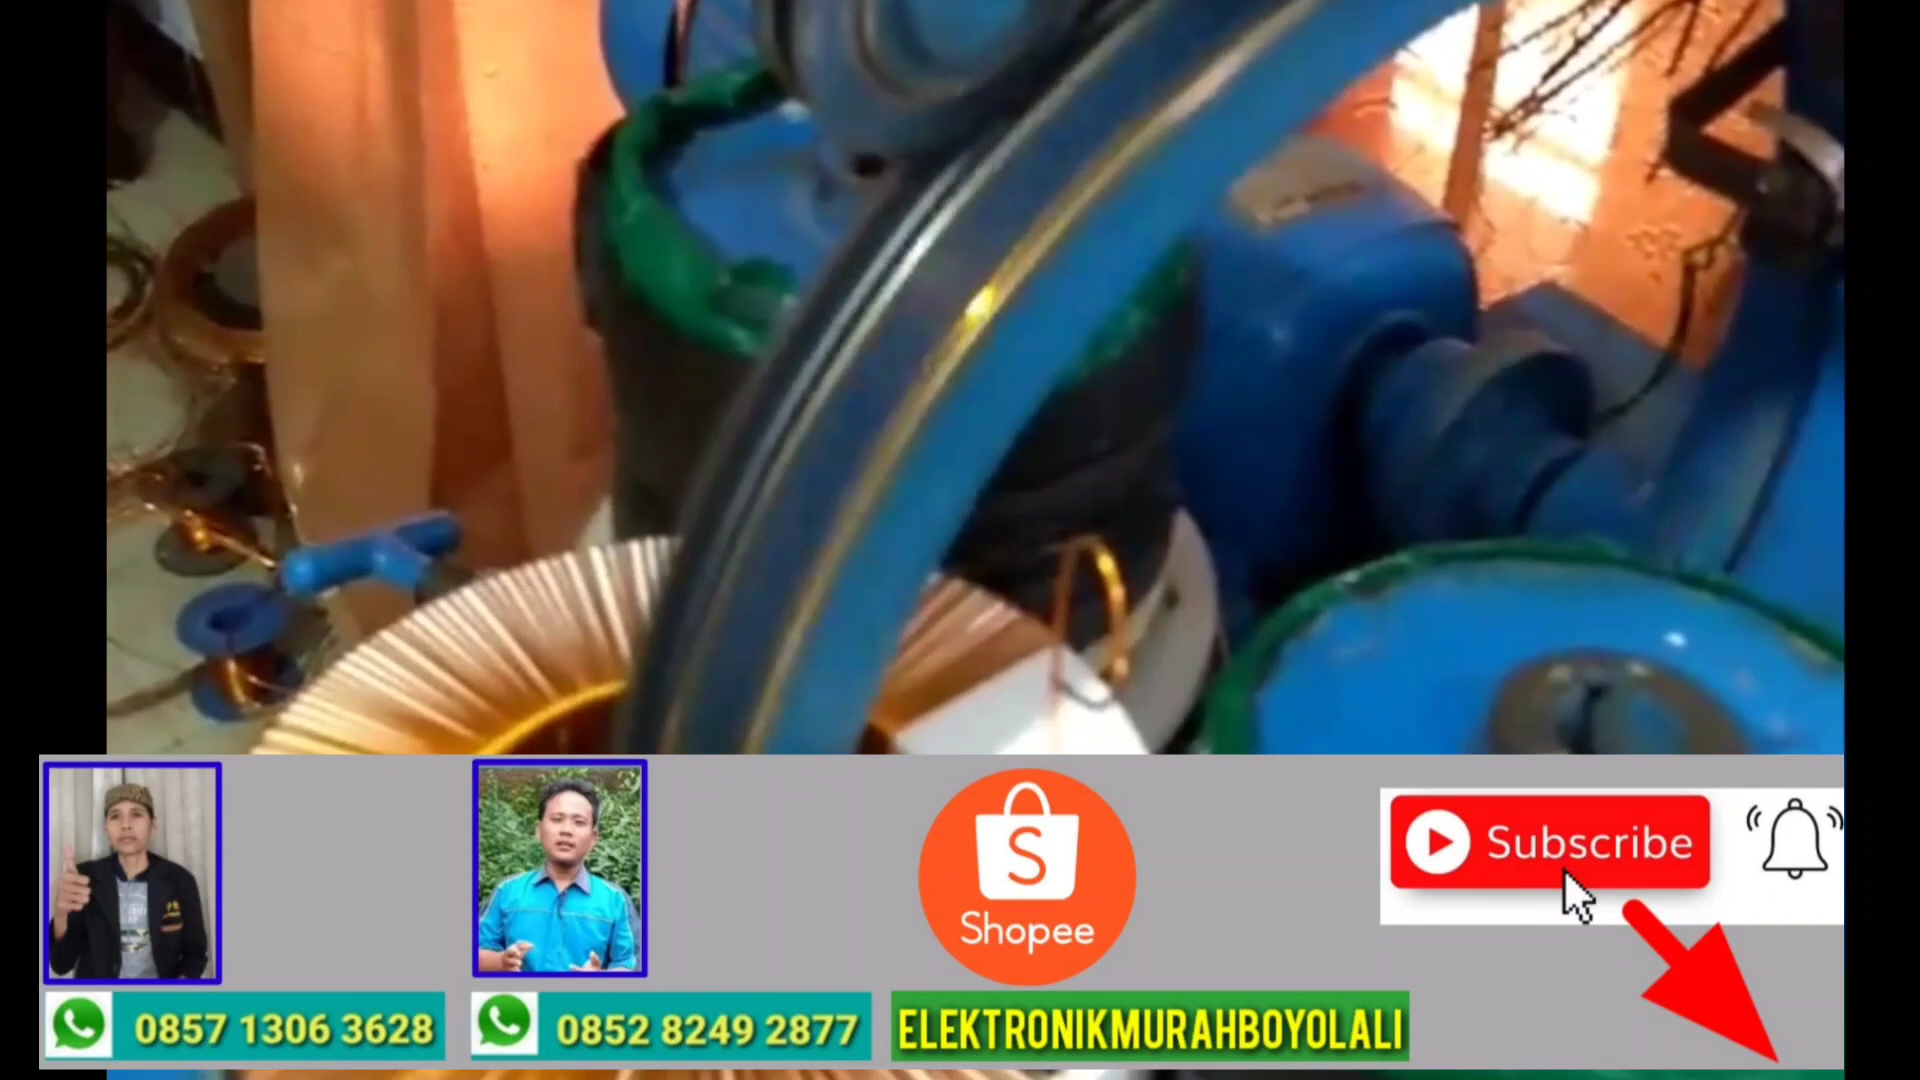 Shopee
Subscribe
0857 1306 3628
0852 8249 2877
ELEKTRONIKMURAHBOYOLALI